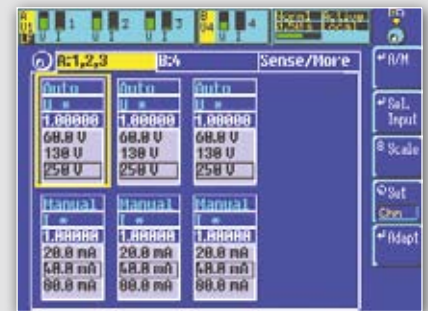 A 1 2 3 B 4
U1 U I U I U I U4 U I
A:1,2,3 B:4 Sense/More
A/M
Auto Auto Auto
U * U * U *
1.00000 1.00000 1.00000
60.0 V 60.0 V 60.0 V
130 V 130 V 130 V
250 V 250 V 250 V
Sel.
Input
Scale
Manual Manual Manual
I * I * I *
1.00000 1.00000 1.00000
20.0 mA 20.0 mA 20.0 mA
40.0 mA 40.0 mA 40.0 mA
80.0 mA 80.0 mA 80.0 mA
Set
Chn
Adapt